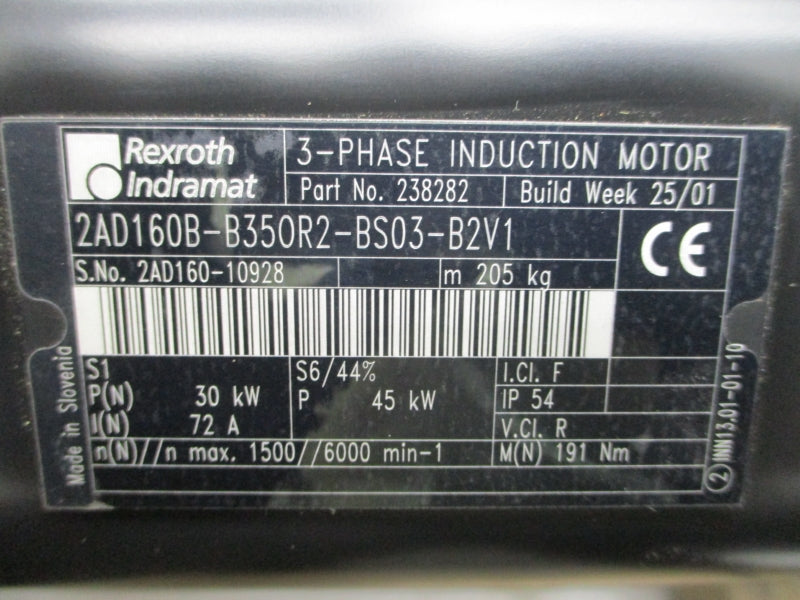 Rexroth
Indramat
3-PHASE INDUCTION MOTOR
Part No. 238282 Build Week 25/01
2AD160B-B350R2-BS03-B2V1
CE
S.No. 2AD160-10928 m 205 kg
S1 S6/44% I.Cl. F
P(N) 30 kW P 45 kW IP 54
I(N) 72 A V.Cl. R
n(N)//n max. 1500//6000 min-1 M(N) 191 Nm
Made in Slovenia
2 INN13.01-01-10